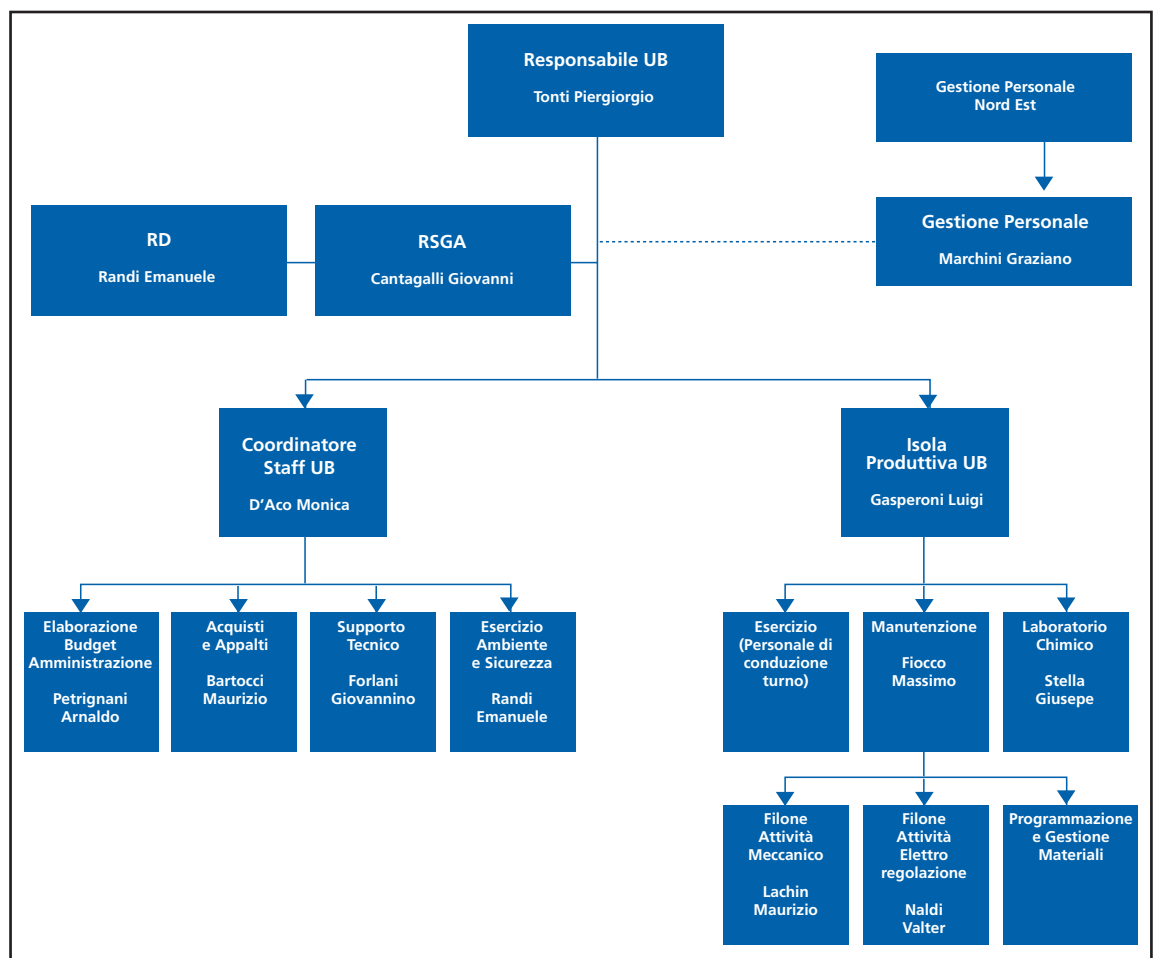 Responsabile UB
Tonti Piergiorgio
Gestione Personale
Nord Est
RD
Randi Emanuele
RSGA
Cantagalli Giovanni
Gestione Personale
Marchini Graziano
Coordinatore
Staff UB
D’Aco Monica
Isola
Produttiva UB
Gasperoni Luigi
Elaborazione
Budget
Amministrazione
Petrignani
Arnaldo
Acquisti
e Appalti
Bartocci
Maurizio
Supporto
Tecnico
Forlani
Giovannino
Esercizio
Ambiente
e Sicurezza
Randi
Emanuele
Esercizio
(Personale di
conduzione
turno)
Manutenzione
Fiocco
Massimo
Laboratorio
Chimico
Stella
Giusepe
Filone
Attività
Meccanico
Lachin
Maurizio
Filone
Attività
Elettro
regolazione
Naldi
Valter
Programmazione
e Gestione
Materiali